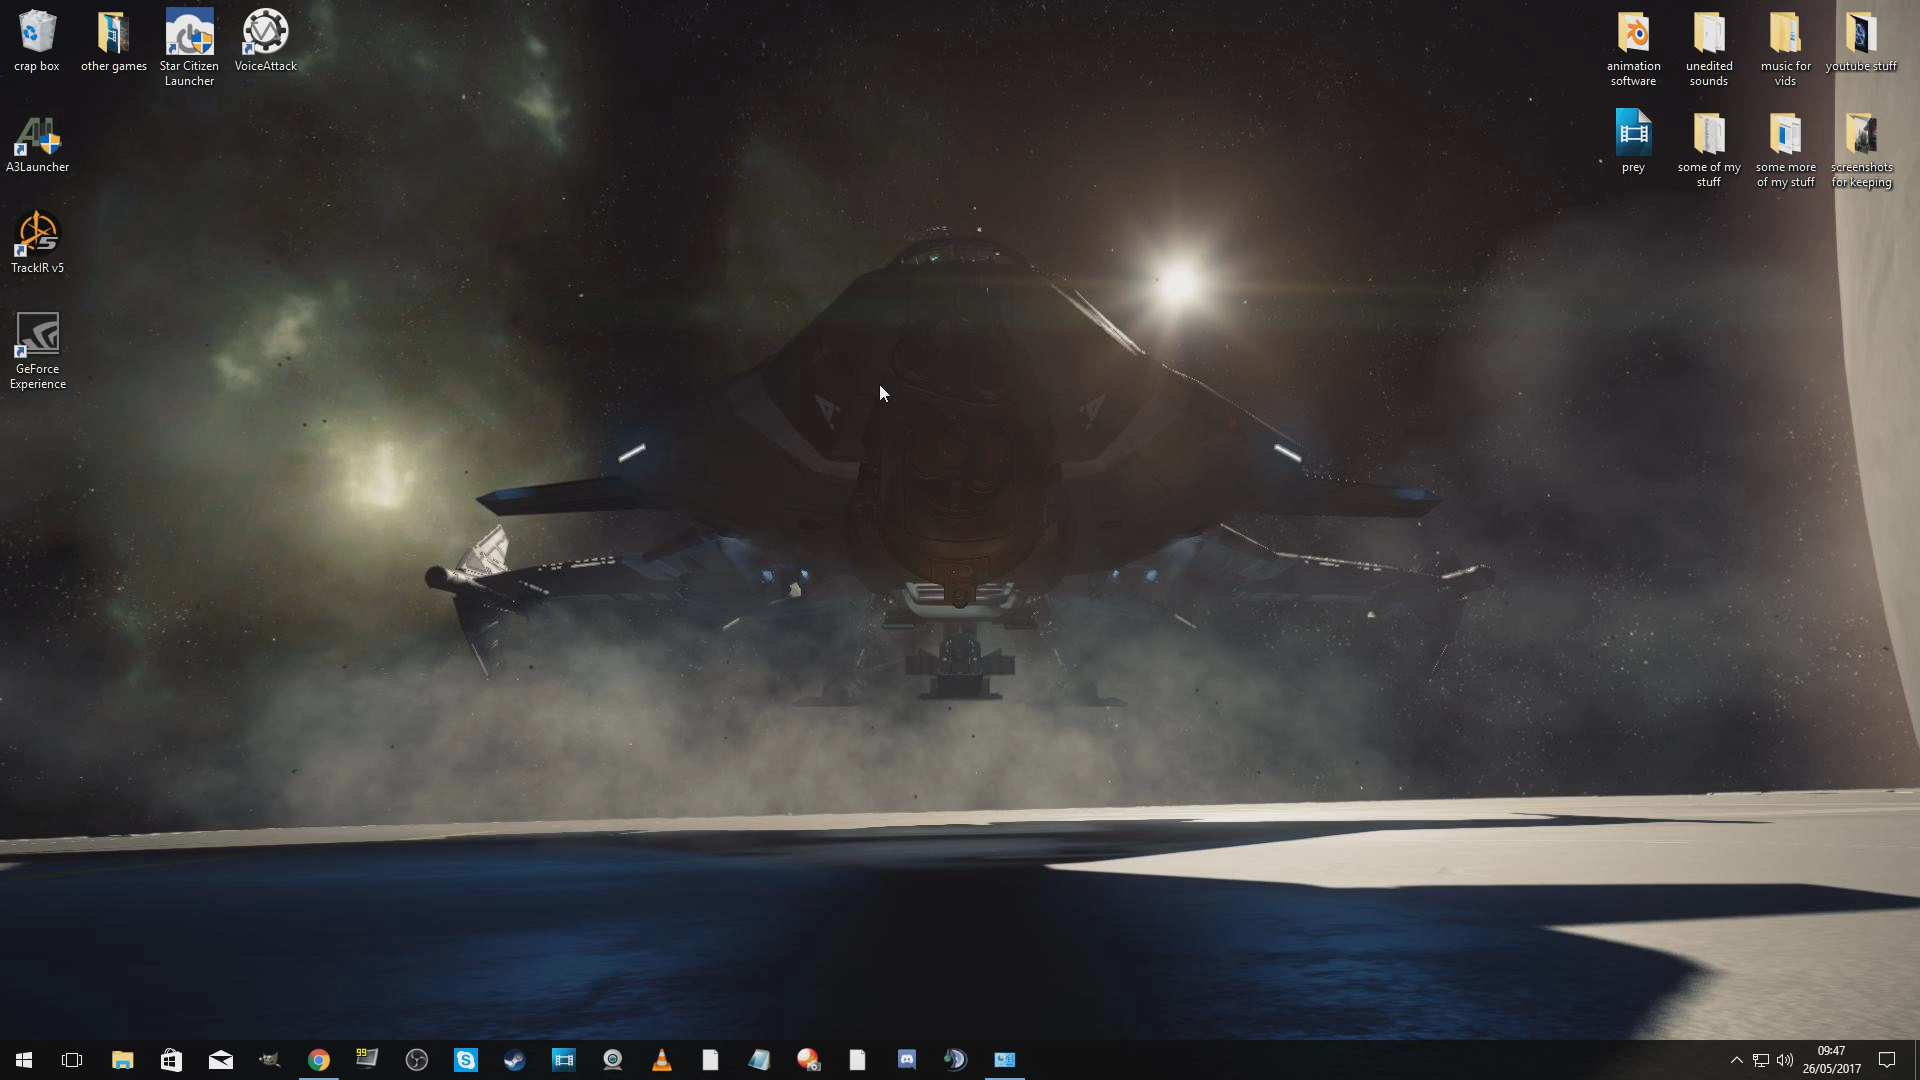 crap box
other games
Star Citizen
Launcher
VoiceAttack
animation
software
unedited
sounds
music for
vids
youtube stuff
A3Launcher
prey
some of my
stuff
some more
of my stuff
screenshots
for keeping
5
TrackIR v5
GeForce
Experience
99
09:47
26/05/2017